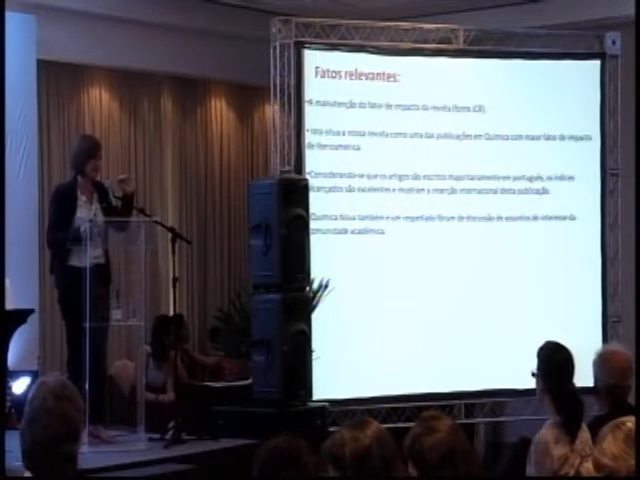 Fatos relevantes:
•A manutenção do fator de impacto da revista (fonte JCR).
• Isto situa a nossa revista como uma das publicações em Química com maior fator de impacto
de Iberoamérica.
•Considerando-se que os artigos são escritos majoritariamente em português, os índices
alcançados são excelentes e mostram a inserção internacional desta publicação.
•Química Nova também é um respeitado fórum de discussão de assuntos de interesse da
comunidade acadêmica.